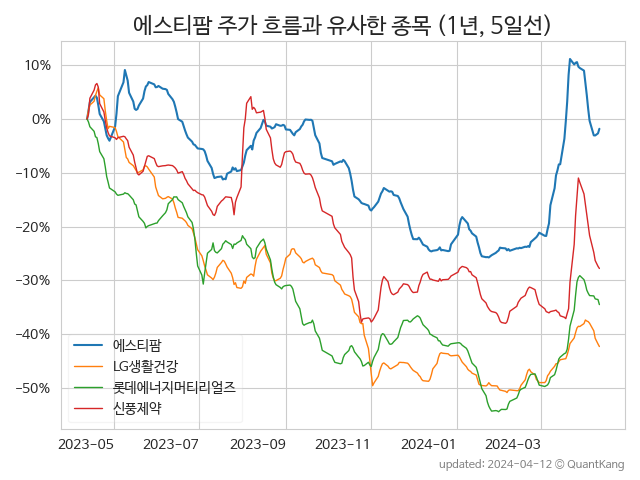 에스티팜 주가 흐름과 유사한 종목 (1년, 5일선)
10%
0%
−10%
−20%
−30%
−40%
−50%
에스티팜
LG생활건강
롯데에너지머티리얼즈
신풍제약
2023-05 2023-07 2023-09 2023-11 2024-01 2024-03
updated: 2024-04-12 © QuantKang